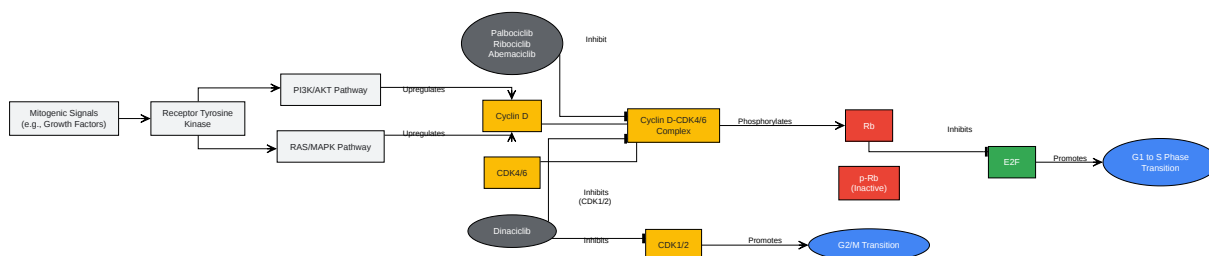 Palbociclib
Ribociclib
Abemaciclib
Inhibit
PI3K/AKT Pathway
Upregulates
Mitogenic Signals
(e.g., Growth Factors)
Receptor Tyrosine
Kinase
Cyclin D
Cyclin D-CDK4/6
Complex
Phosphorylates
Rb
Inhibits
RAS/MAPK Pathway
Upregulates
E2F
Promotes
G1 to S Phase
Transition
CDK4/6
p-Rb
(Inactive)
Inhibits
(CDK1/2)
Dinaciclib
Inhibits
CDK1/2
Promotes
G2/M Transition